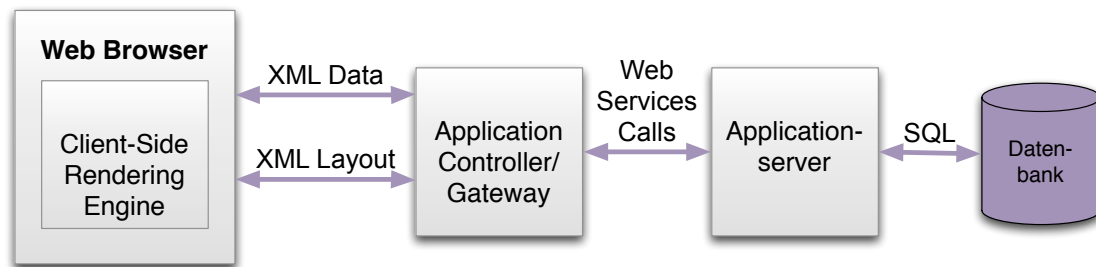 Web Browser
Client-Side
Rendering
Engine
XML Data
XML Layout
Application
Controller/
Gateway
Web
Services
Calls
Application-
server
SQL
Daten-
bank